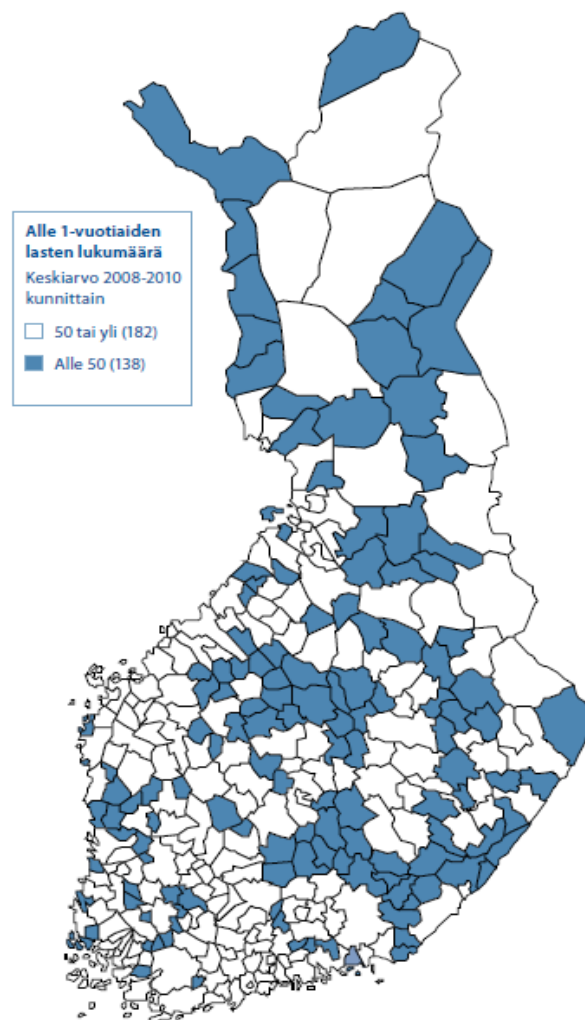 Alle 1-vuotiaiden
lasten lukumäärä
Keskiarvo 2008-2010
kunnittain
50 tai yli (182)
Alle 50 (138)